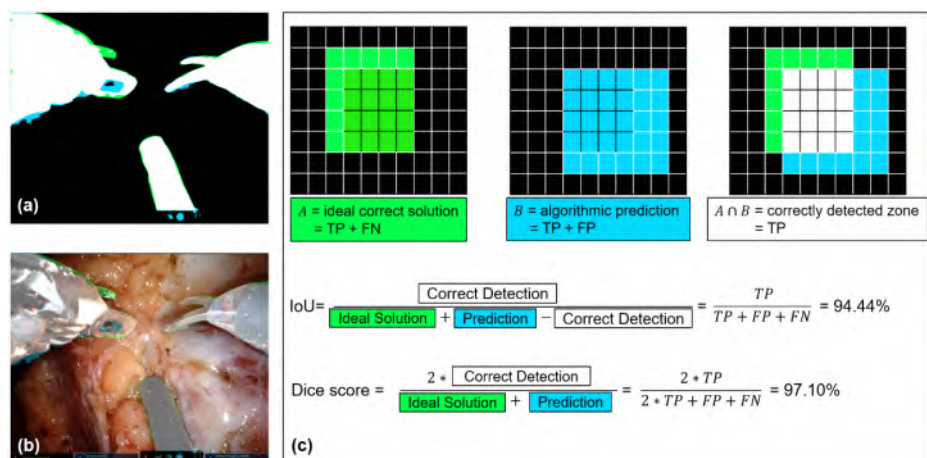 (a)
(b)
(c)
A = ideal correct solution
= TP + FN
B = algorithmic prediction
= TP + FP
A ∩ B = correctly detected zone
= TP
IoU= Correct Detection / Ideal Solution + Prediction − Correct Detection = TP / TP + FP + FN = 94.44%
Dice score = 2 * Correct Detection / Ideal Solution + Prediction = 2 * TP / 2 * TP + FP + FN = 97.10%